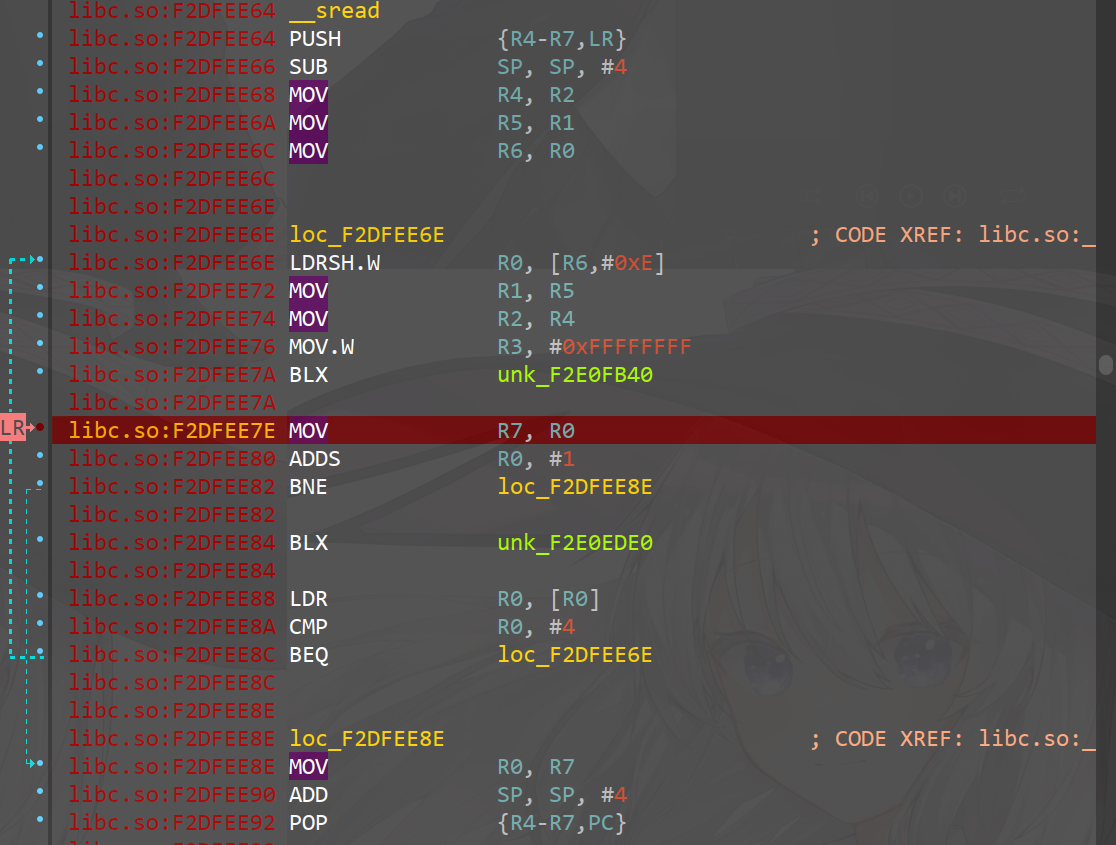 libc.so:F2DFEE64 __sread
libc.so:F2DFEE64 PUSH {R4-R7,LR}
libc.so:F2DFEE66 SUB SP, SP, #4
libc.so:F2DFEE68 MOV R4, R2
libc.so:F2DFEE6A MOV R5, R1
libc.so:F2DFEE6C MOV R6, R0
libc.so:F2DFEE6C
libc.so:F2DFEE6E
libc.so:F2DFEE6E loc_F2DFEE6E ; CODE XREF: libc.so:_
libc.so:F2DFEE6E LDRSH.W R0, [R6,#0xE]
libc.so:F2DFEE72 MOV R1, R5
libc.so:F2DFEE74 MOV R2, R4
libc.so:F2DFEE76 MOV.W R3, #0xFFFFFFFF
libc.so:F2DFEE7A BLX unk_F2E0FB40
libc.so:F2DFEE7A
LR libc.so:F2DFEE7E MOV R7, R0
libc.so:F2DFEE80 ADDS R0, #1
libc.so:F2DFEE82 BNE loc_F2DFEE8E
libc.so:F2DFEE82
libc.so:F2DFEE84 BLX unk_F2E0EDE0
libc.so:F2DFEE84
libc.so:F2DFEE88 LDR R0, [R0]
libc.so:F2DFEE8A CMP R0, #4
libc.so:F2DFEE8C BEQ loc_F2DFEE6E
libc.so:F2DFEE8C
libc.so:F2DFEE8E
libc.so:F2DFEE8E loc_F2DFEE8E ; CODE XREF: libc.so:_
libc.so:F2DFEE8E MOV R0, R7
libc.so:F2DFEE90 ADD SP, SP, #4
libc.so:F2DFEE92 POP {R4-R7,PC}